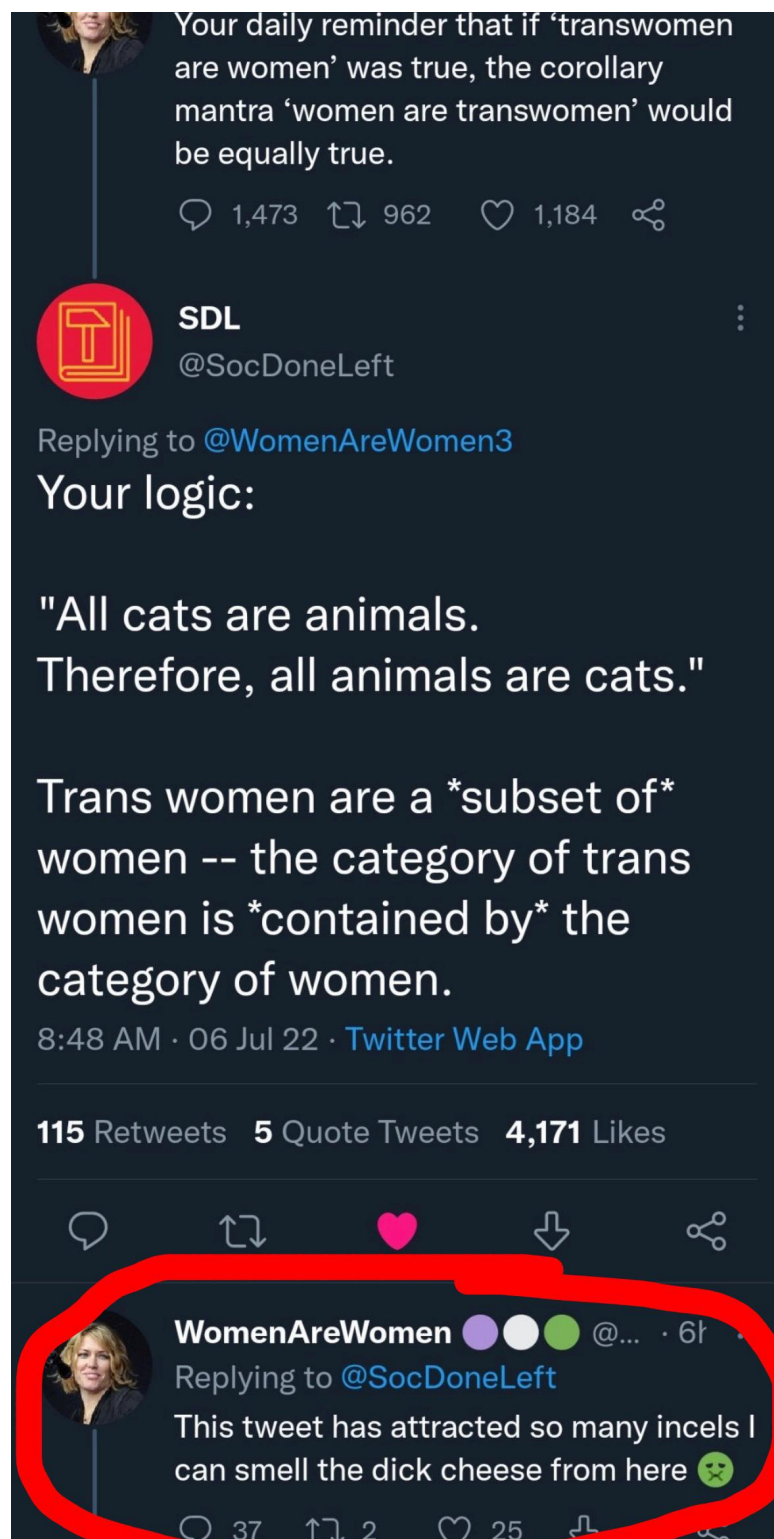 Your daily reminder that if ‘transwomen
are women’ was true, the corollary
mantra ‘women are transwomen’ would
be equally true.
1,473 962 1,184
SDL
@SocDoneLeft
Replying to @WomenAreWomen3
Your logic:
"All cats are animals.
Therefore, all animals are cats."
Trans women are a *subset of*
women -- the category of trans
women is *contained by* the
category of women.
8:48 AM · 06 Jul 22 · Twitter Web App
115 Retweets 5 Quote Tweets 4,171 Likes
WomenAreWomen @... · 6h
Replying to @SocDoneLeft
This tweet has attracted so many incels I
can smell the dick cheese from here
37 2 25